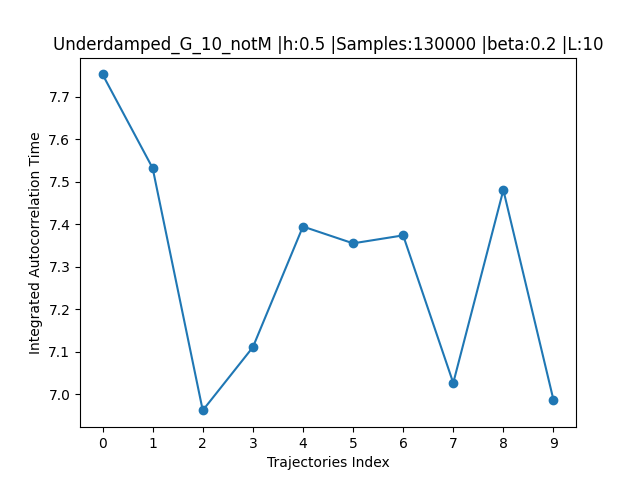 Underdamped_G_10_notM |h:0.5 |Samples:130000 |beta:0.2 |L:10
Integrated Autocorrelation Time
7.7
7.6
7.5
7.4
7.3
7.2
7.1
7.0
0 1 2 3 4 5 6 7 8 9
Trajectories Index